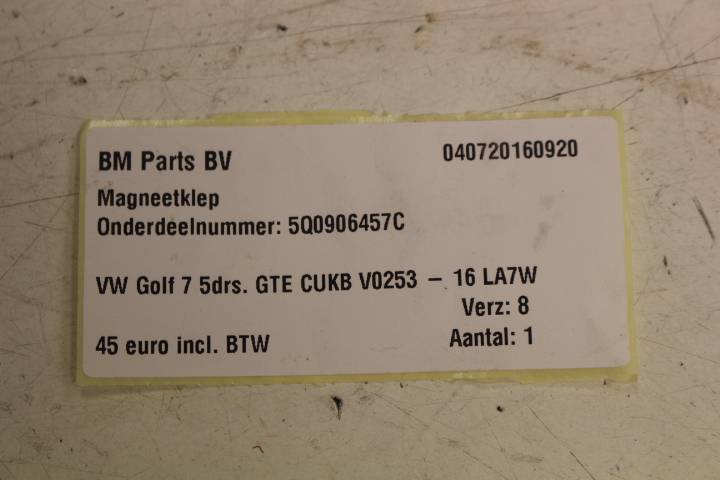 BM Parts BV 040720160920
Magneetklep
Onderdeelnummer: 5Q0906457C
VW Golf 7 5drs. GTE CUKB V0253 – 16 LA7W
Verz: 8
45 euro incl. BTW Aantal: 1